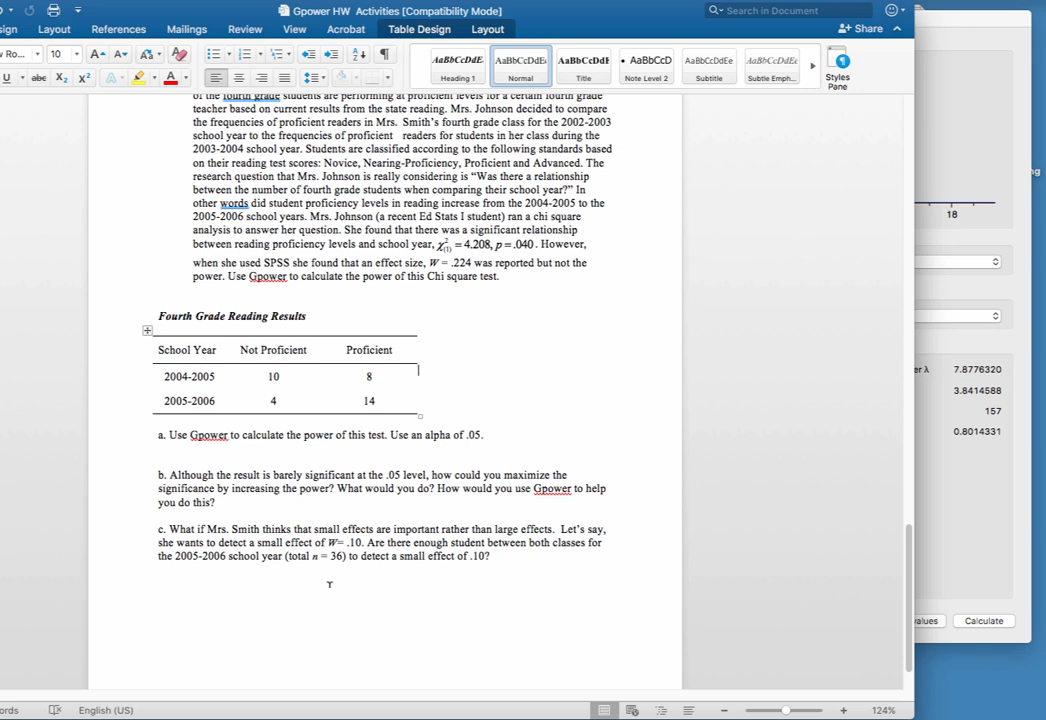 Gpower HW  Activities [Compatibility Mode]
Search in Document
sign Layout References Mailings Review View Acrobat Table Design Layout
Share
w Ro... 10
U abc X2 X2 A A
AaBbCcDdE AaBbCcDdEe AaBbCcDdE AaBbCcD AaBbCcDdEe AaBbCcDdEe
Heading 1 Normal Title Note Level 2 Subtitle Subtle Emph... Styles Pane
of the fourth grade students are performing at proficient levels for a certain fourth grade
teacher based on current results from the state reading. Mrs. Johnson decided to compare
the frequencies of proficient readers in Mrs.  Smith's fourth grade class for the 2002-2003
school year to the frequencies of proficient   readers for students in her class during the
2003-2004 school year. Students are classified according to the following standards based
on their reading test scores: Novice, Nearing-Proficiency, Proficient and Advanced. The
research question that Mrs. Johnson is really considering is "Was there a relationship
between the number of fourth grade students when comparing their school year?" In
other words did student proficiency levels in reading increase from the 2004-2005 to the
2005-2006 school years. Mrs. Johnson (a recent Ed Stats I student) ran a chi square
analysis to answer her question. She found that there was a significant relationship
between reading proficiency levels and school year, χ²(1) = 4.208, p = .040. However,
when she used SPSS she found that an effect size, W = .224 was reported but not the
power. Use Gpower to calculate the power of this Chi square test.
Fourth Grade Reading Results
School Year Not Proficient Proficient
2004-2005 10 8
2005-2006 4 14
a. Use Gpower to calculate the power of this test. Use an alpha of .05.
b. Although the result is barely significant at the .05 level, how could you maximize the
significance by increasing the power? What would you do? How would you use Gpower to help
you do this?
c. What if Mrs. Smith thinks that small effects are important rather than large effects.  Let's say,
she wants to detect a small effect of W= .10. Are there enough student between both classes for
the 2005-2006 school year (total n = 36) to detect a small effect of .10?
ng
18
er λ 7.8776320
3.8414588
157
0.8014331
values Calculate
ords English (US) 124%